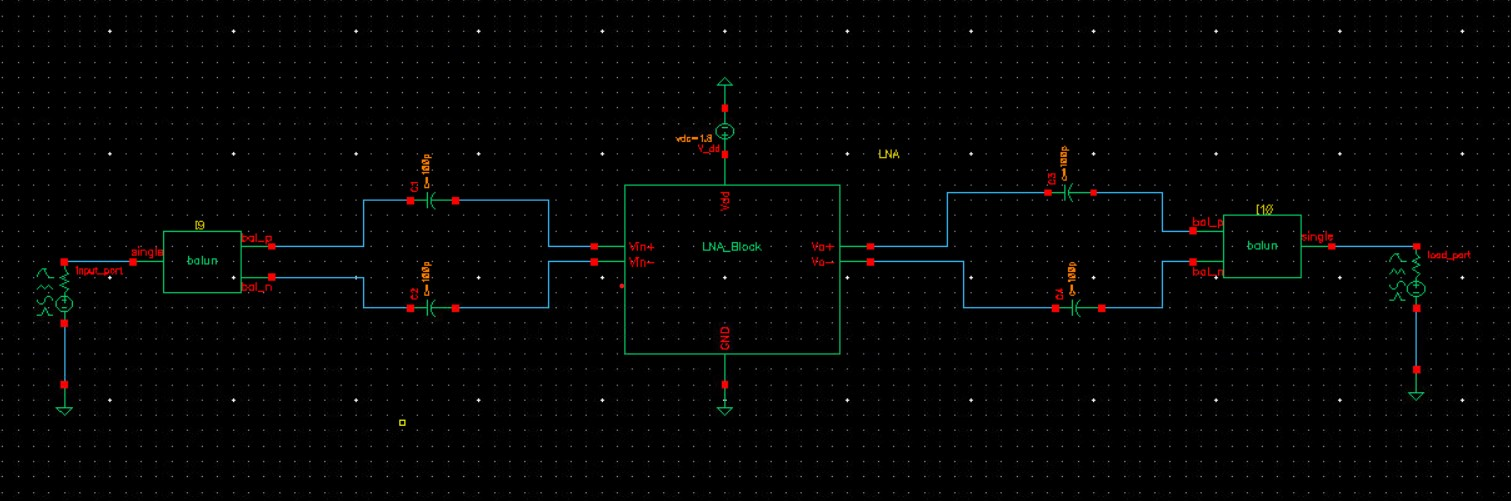 vdc=1.8
V_dd
LNA
C=100p
C1
C=100p
C3
Vdd
I9
bal_p
single
balun
bal_n
Input_port
C=100p
C2
Vin+
Vin-
LNA_Block
Vo+
Vo-
GND
C=100p
C4
I10
bal_p
balun
single
bal_n
load_port